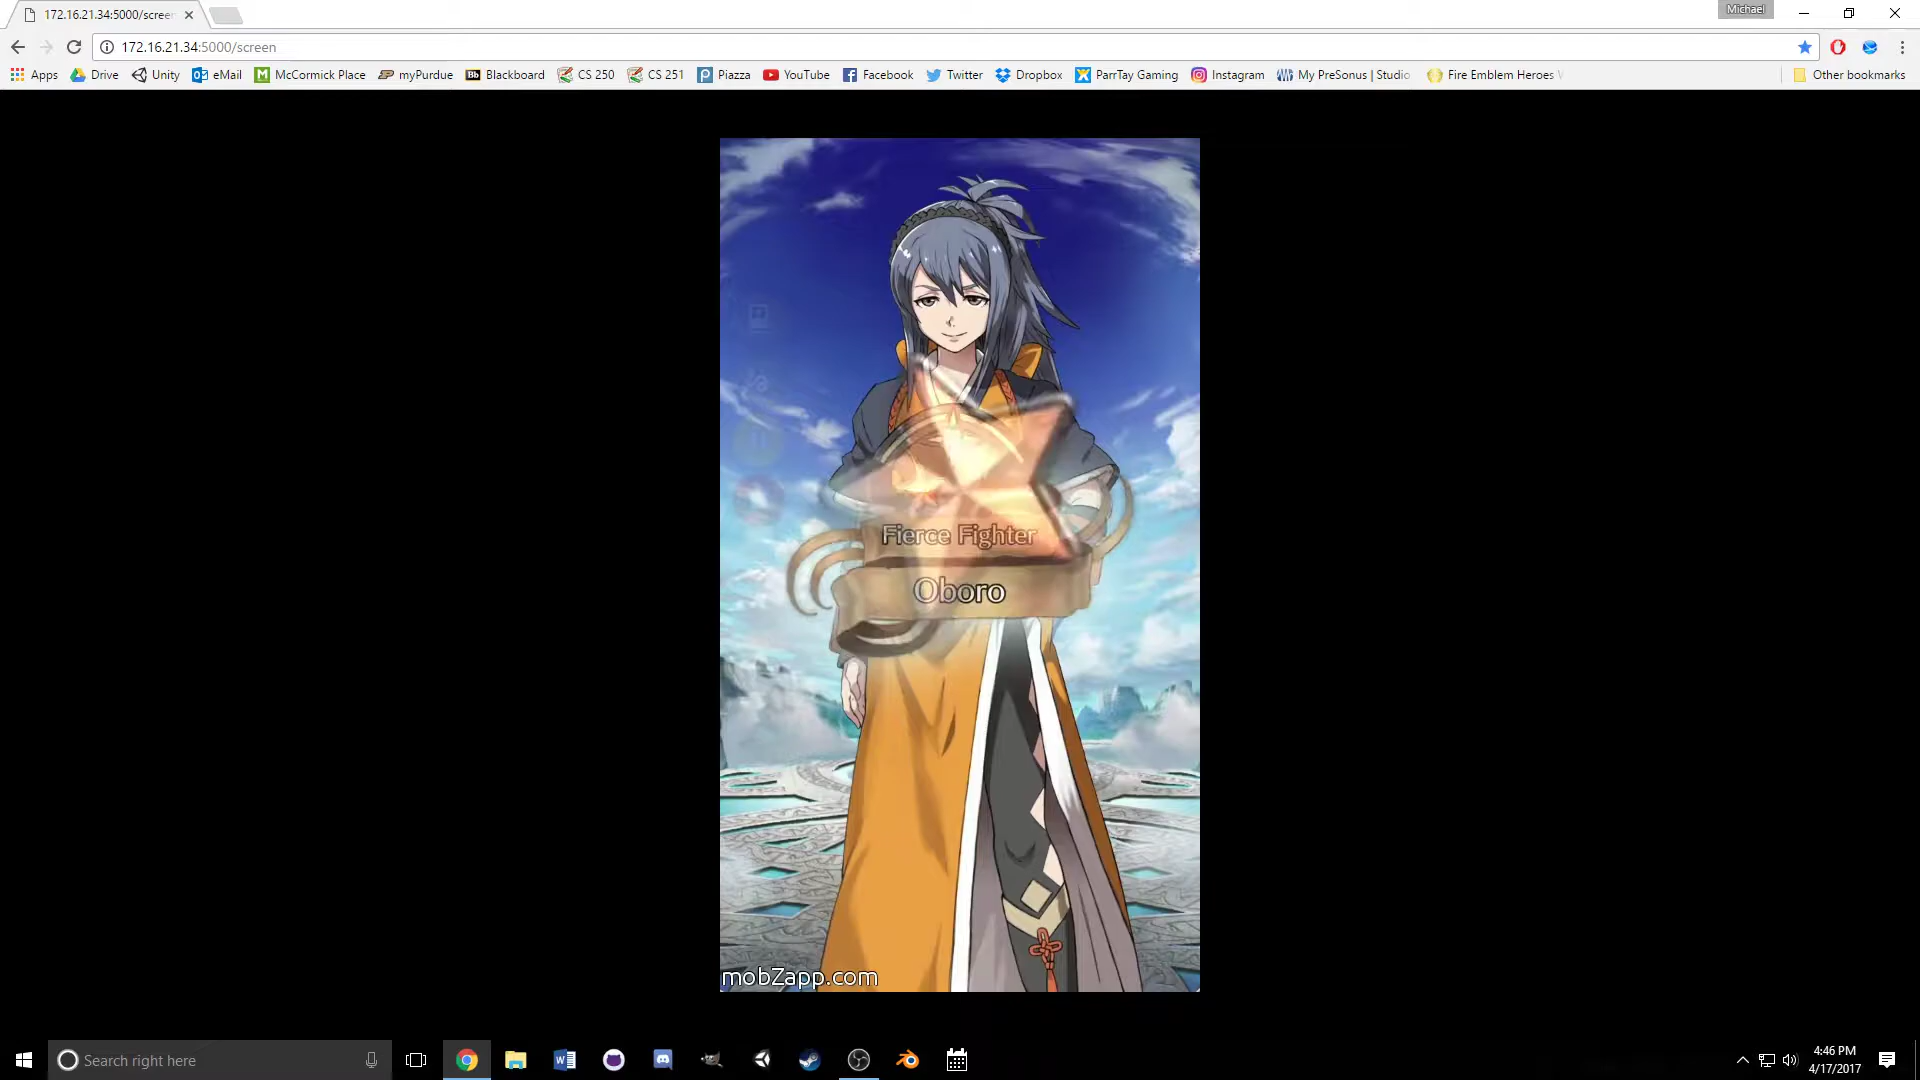 172.16.21.34:5000/screen
Michael
172.16.21.34:5000/screen
Apps
Drive
Unity
eMail
McCormick Place
myPurdue
Blackboard
CS 250
CS 251
Piazza
YouTube
Facebook
Twitter
Dropbox
ParrTay Gaming
Instagram
My PreSonus | Studio
Fire Emblem Heroes
Other bookmarks
Fierce Fighter
Oboro
mobZapp.com
Search right here
4:46 PM
4/17/2017